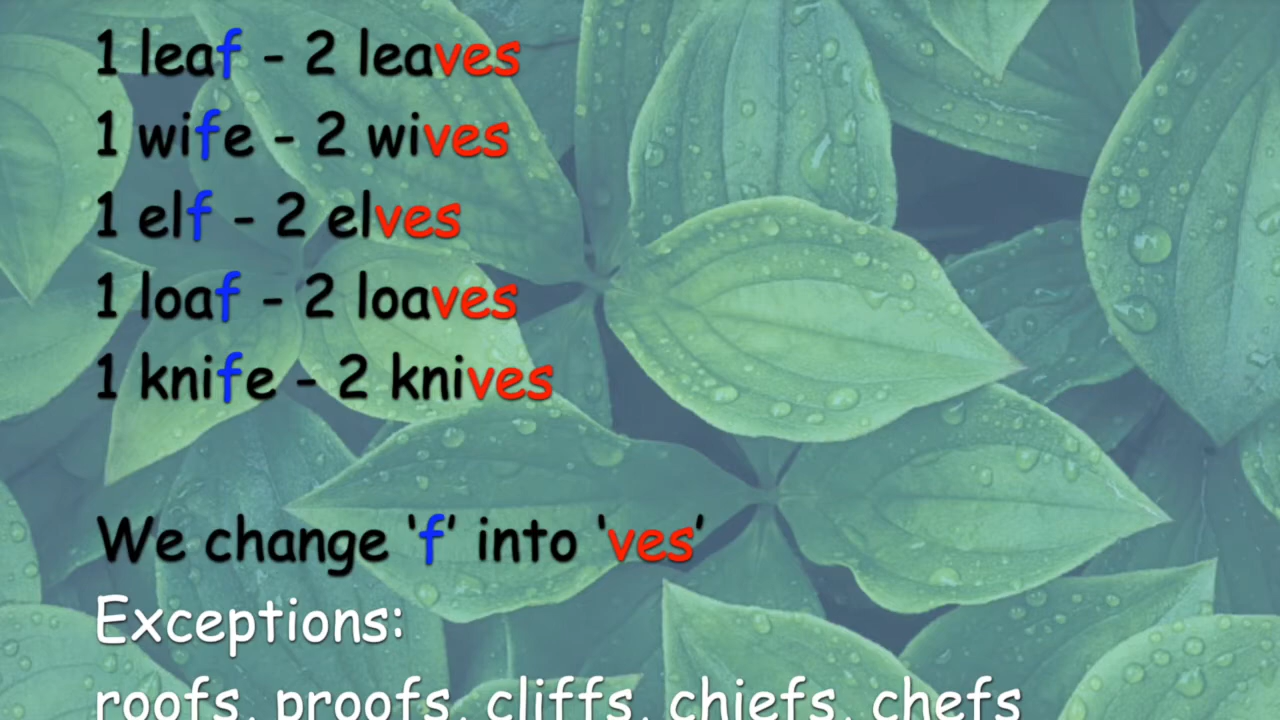 1 leaf - 2 leaves
1 wife - 2 wives
1 elf - 2 elves
1 loaf - 2 loaves
1 knife - 2 knives
We change ‘f’ into ‘ves’
Exceptions:
roofs, proofs, cliffs, chiefs, chefs